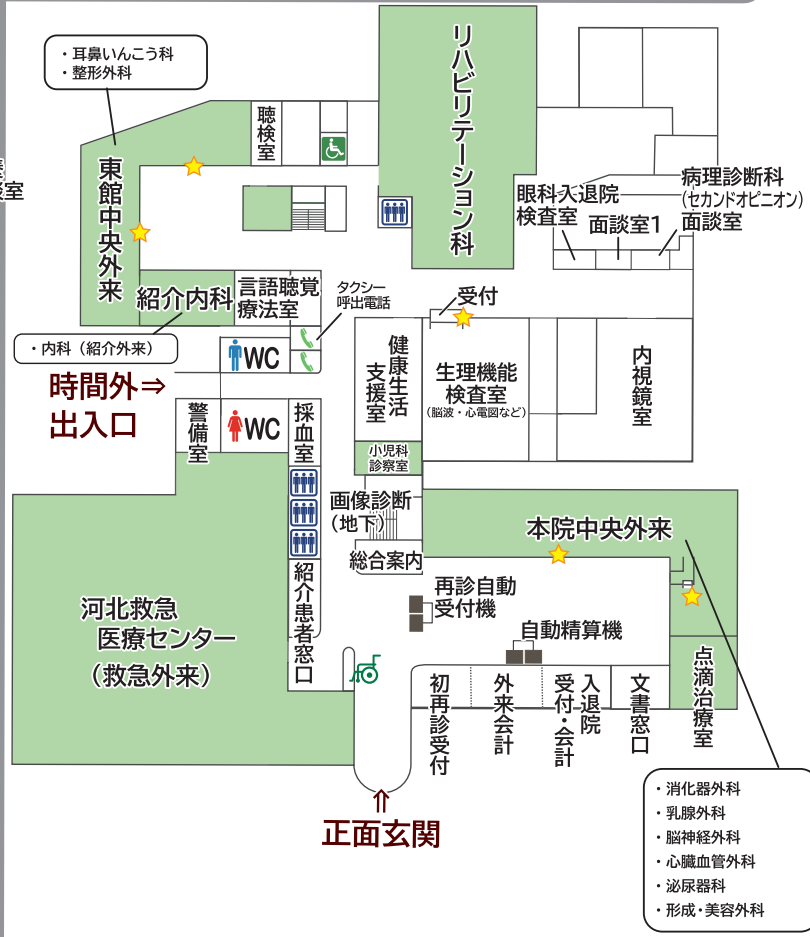 ・耳鼻いんこう科
・整形外科
聴検室
リハビリテーション科
東館中央外来
室
眼科入退院
検査室
面談室1
病理診断科
(セカンドオピニオン)
面談室
紹介内科
言語聴覚
療法室
タクシー
呼出電話
受付
・内科（紹介外来）
WC
健康生活
支援室
生理機能
検査室
(脳波・心電図など)
内視鏡室
時間外⇒
出入口
警備室
WC
採血室
小児科
診察室
画像診断
（地下）
本院中央外来
総合案内
紹介患者窓口
再診自動
受付機
河北救急
医療センター
（救急外来）
自動精算機
初再診受付
外来会計
入退院
受付・会計
文書窓口
点滴治療室
⇑
正面玄関
・消化器外科
・乳腺外科
・脳神経外科
・心臓血管外科
・泌尿器科
・形成・美容外科